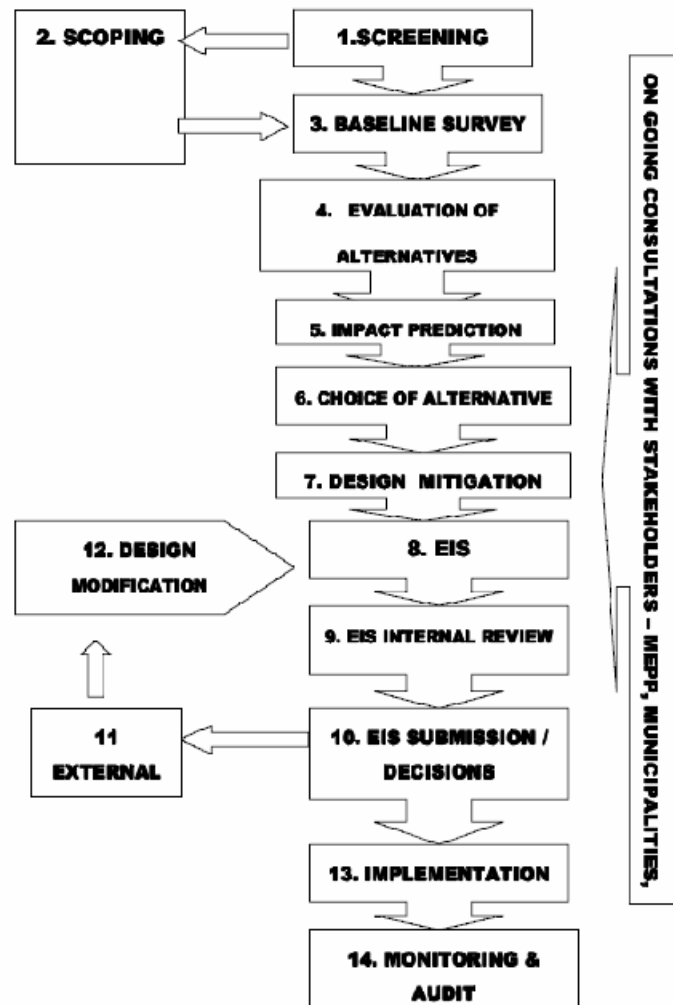 2. SCOPING
1.SCREENING
3. BASELINE SURVEY
4. EVALUATION OF
ALTERNATIVES
5. IMPACT PREDICTION
6. CHOICE OF ALTERNATIVE
7. DESIGN MITIGATION
12. DESIGN
MODIFICATION
8. EIS
9. EIS INTERNAL REVIEW
11
EXTERNAL
10. EIS SUBMISSION /
DECISIONS
13. IMPLEMENTATION
14. MONITORING &
AUDIT
ON GOING CONSULTATIONS WITH STAKEHOLDERS – MEPP, MUNICIPALITIES,